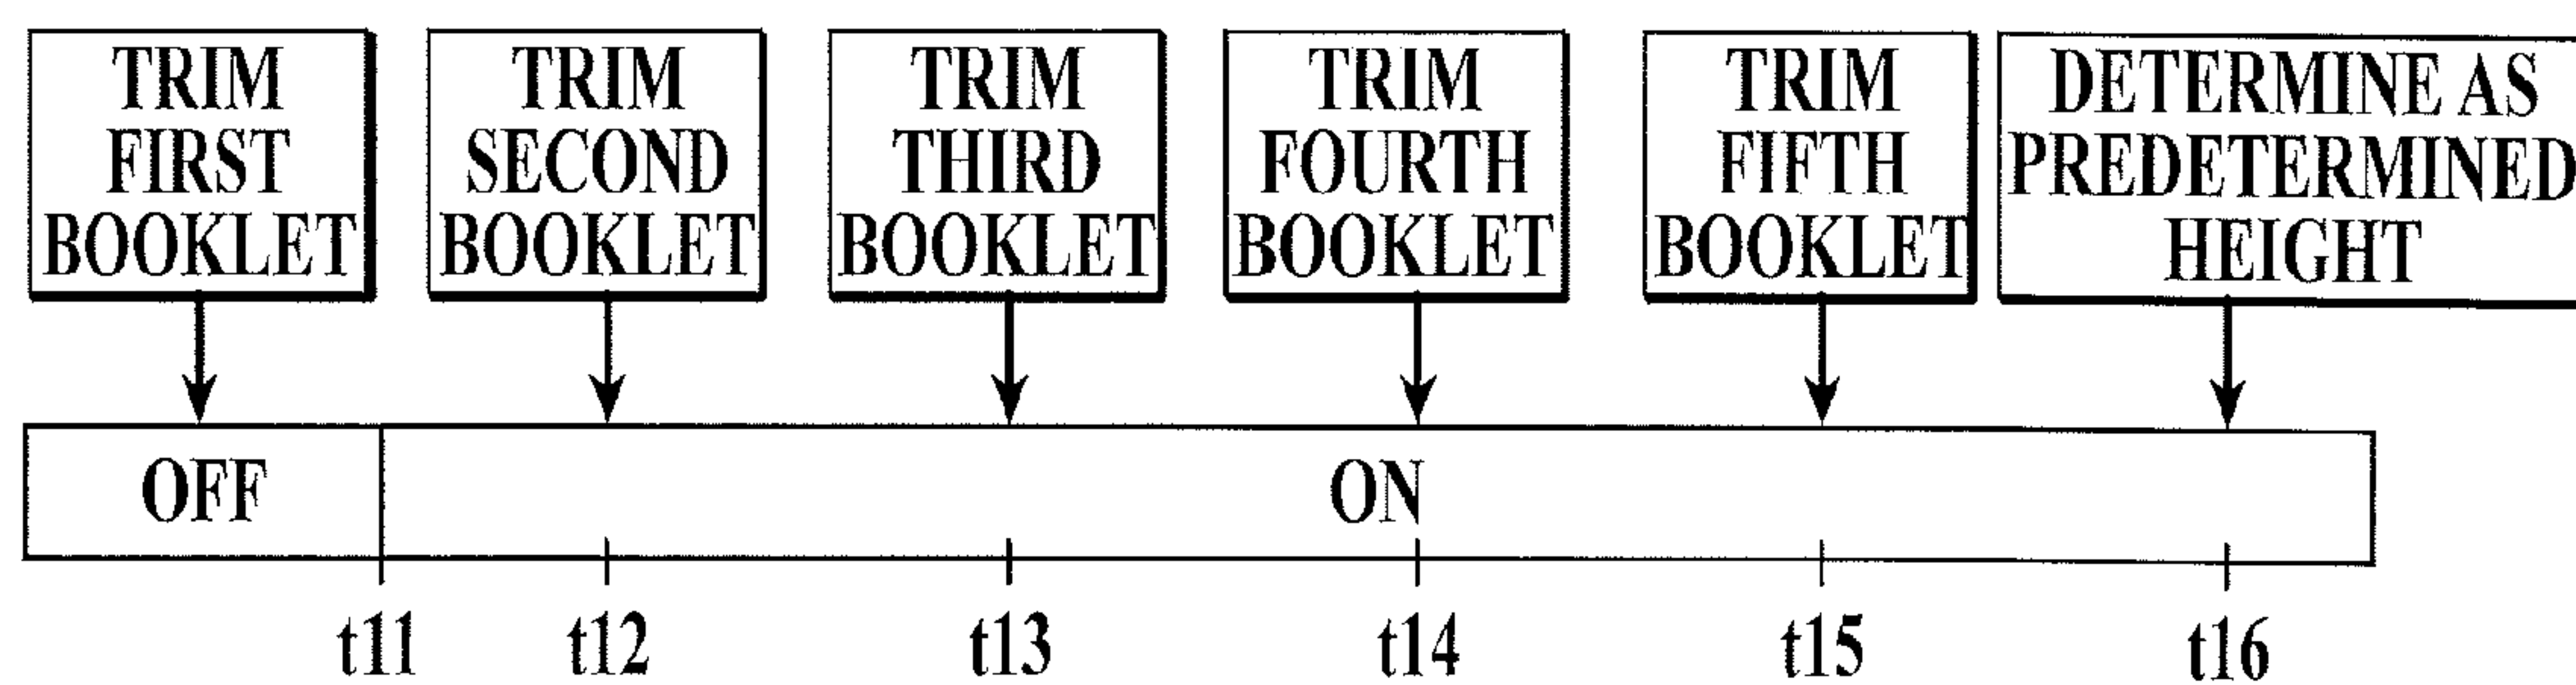 TRIM
FIRST
BOOKLET
TRIM
SECOND
BOOKLET
TRIM
THIRD
BOOKLET
TRIM
FOURTH
BOOKLET
TRIM
FIFTH
BOOKLET
DETERMINE AS
PREDETERMINED
HEIGHT
OFF
ON
t11
t12
t13
t14
t15
t16